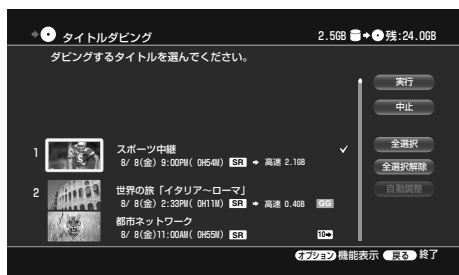 タイトルダビング 2.5GB 残:24.0GB
ダビングするタイトルを選んでください。
実行
中止
全選択
全選択解除
自動調整
1 スポーツ中継
8/ 8(金) 9:00PM( 0H54M) SR 高速 2.1GB
2 世界の旅「イタリア~ローマ」
8/ 8(金) 2:33PM( 0H11M) SR 高速 0.4GB GG
都市ネットワーク
8/ 8(金)11:00AM( 0H55M) SR 10
オプション 機能表示 戻る 終了